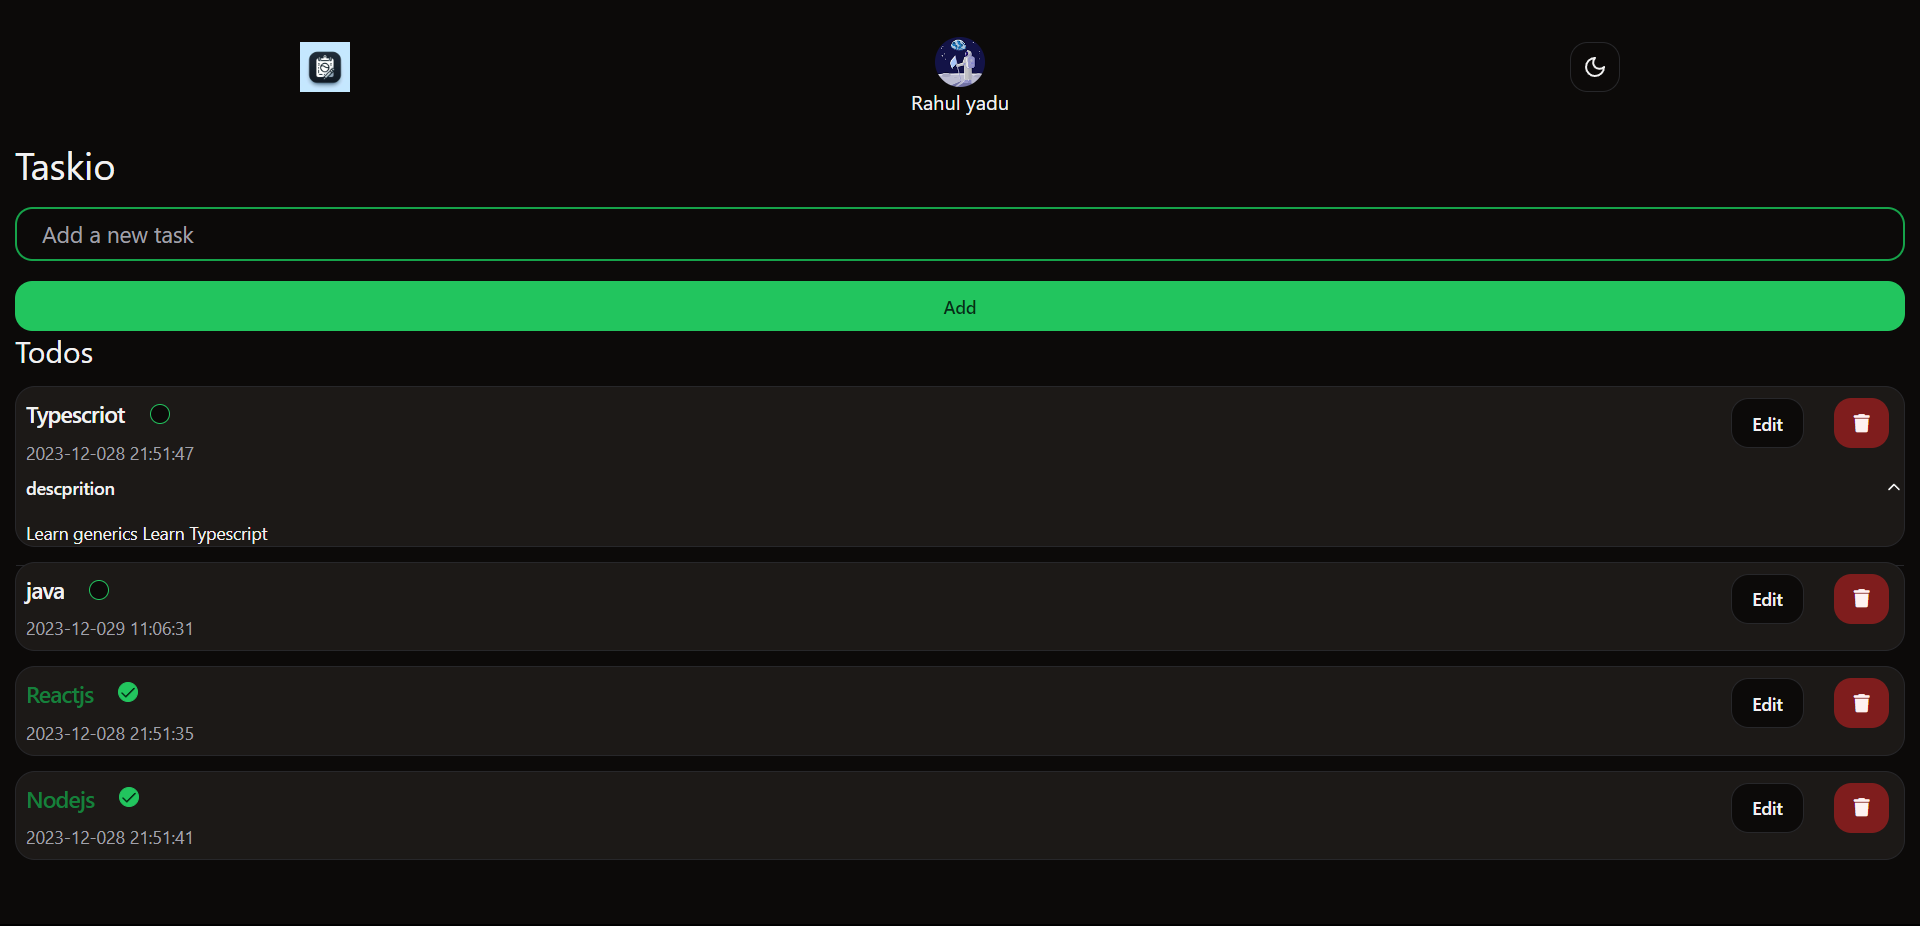 Rahul yadu
Taskio
Add a new task
Add
Todos
Typescriot
Edit
2023-12-028 21:51:47
descprition
Learn generics Learn Typescript
java
Edit
2023-12-029 11:06:31
Reactjs
Edit
2023-12-028 21:51:35
Nodejs
Edit
2023-12-028 21:51:41